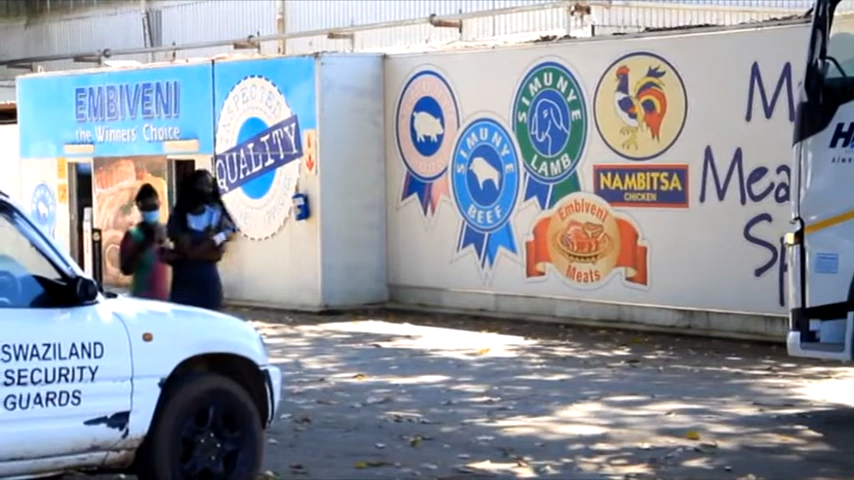 EMBIVENI
the Winners' Choice
INSPECTED
QUALITY
SIMUNYE
LAMB
SIMUNYE
BEEF
NAMBITSA
CHICKEN
Embiveni
Meats
SWAZILAND
SECURITY
GUARDS